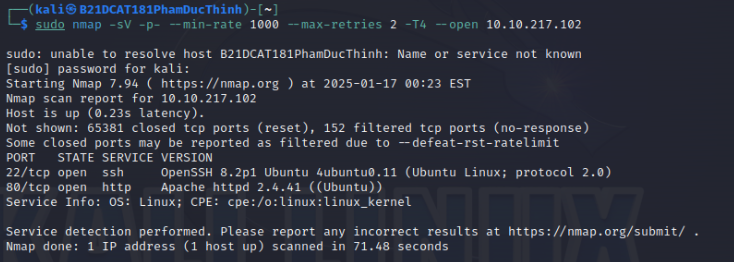 ┌──(kali㉿B21DCAT181PhamDucThinh)-[~]
└─$ sudo nmap -sV -p- --min-rate 1000 --max-retries 2 -T4 --open 10.10.217.102
sudo: unable to resolve host B21DCAT181PhamDucThinh: Name or service not known
[sudo] password for kali:
Starting Nmap 7.94 ( https://nmap.org ) at 2025-01-17 00:23 EST
Nmap scan report for 10.10.217.102
Host is up (0.23s latency).
Not shown: 65381 closed tcp ports (reset), 152 filtered tcp ports (no-response)
Some closed ports may be reported as filtered due to --defeat-rst-ratelimit
PORT   STATE SERVICE VERSION
22/tcp open  ssh     OpenSSH 8.2p1 Ubuntu 4ubuntu0.11 (Ubuntu Linux; protocol 2.0)
80/tcp open  http    Apache httpd 2.4.41 ((Ubuntu))
Service Info: OS: Linux; CPE: cpe:/o:linux:linux_kernel
Service detection performed. Please report any incorrect results at https://nmap.org/submit/ .
Nmap done: 1 IP address (1 host up) scanned in 71.48 seconds
KALI LINUX